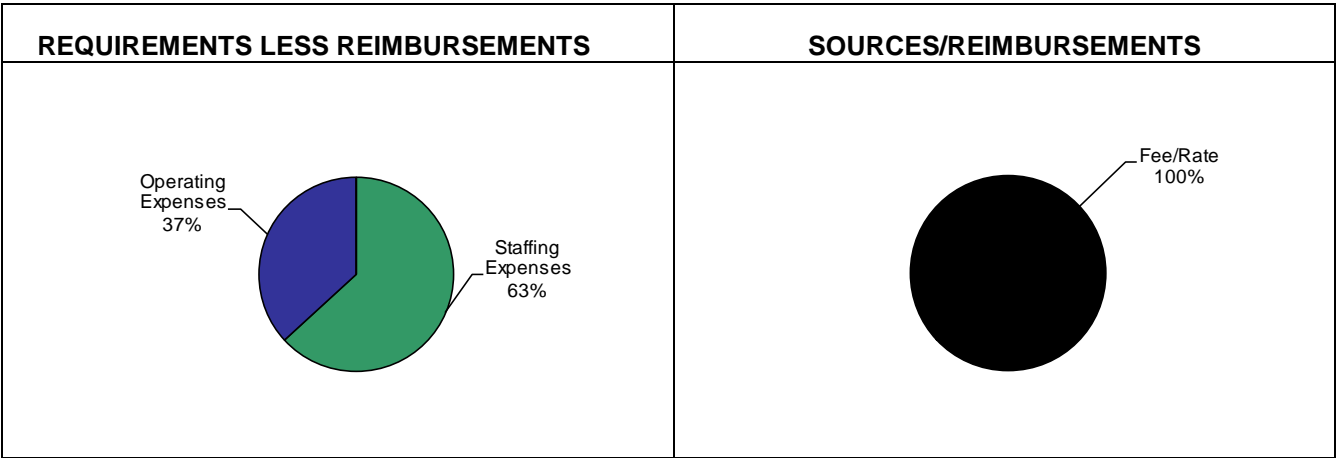 REQUIREMENTS LESS REIMBURSEMENTS
SOURCES/REIMBURSEMENTS
Operating
Expenses
37%
Staffing
Expenses
63%
Fee/Rate
100%